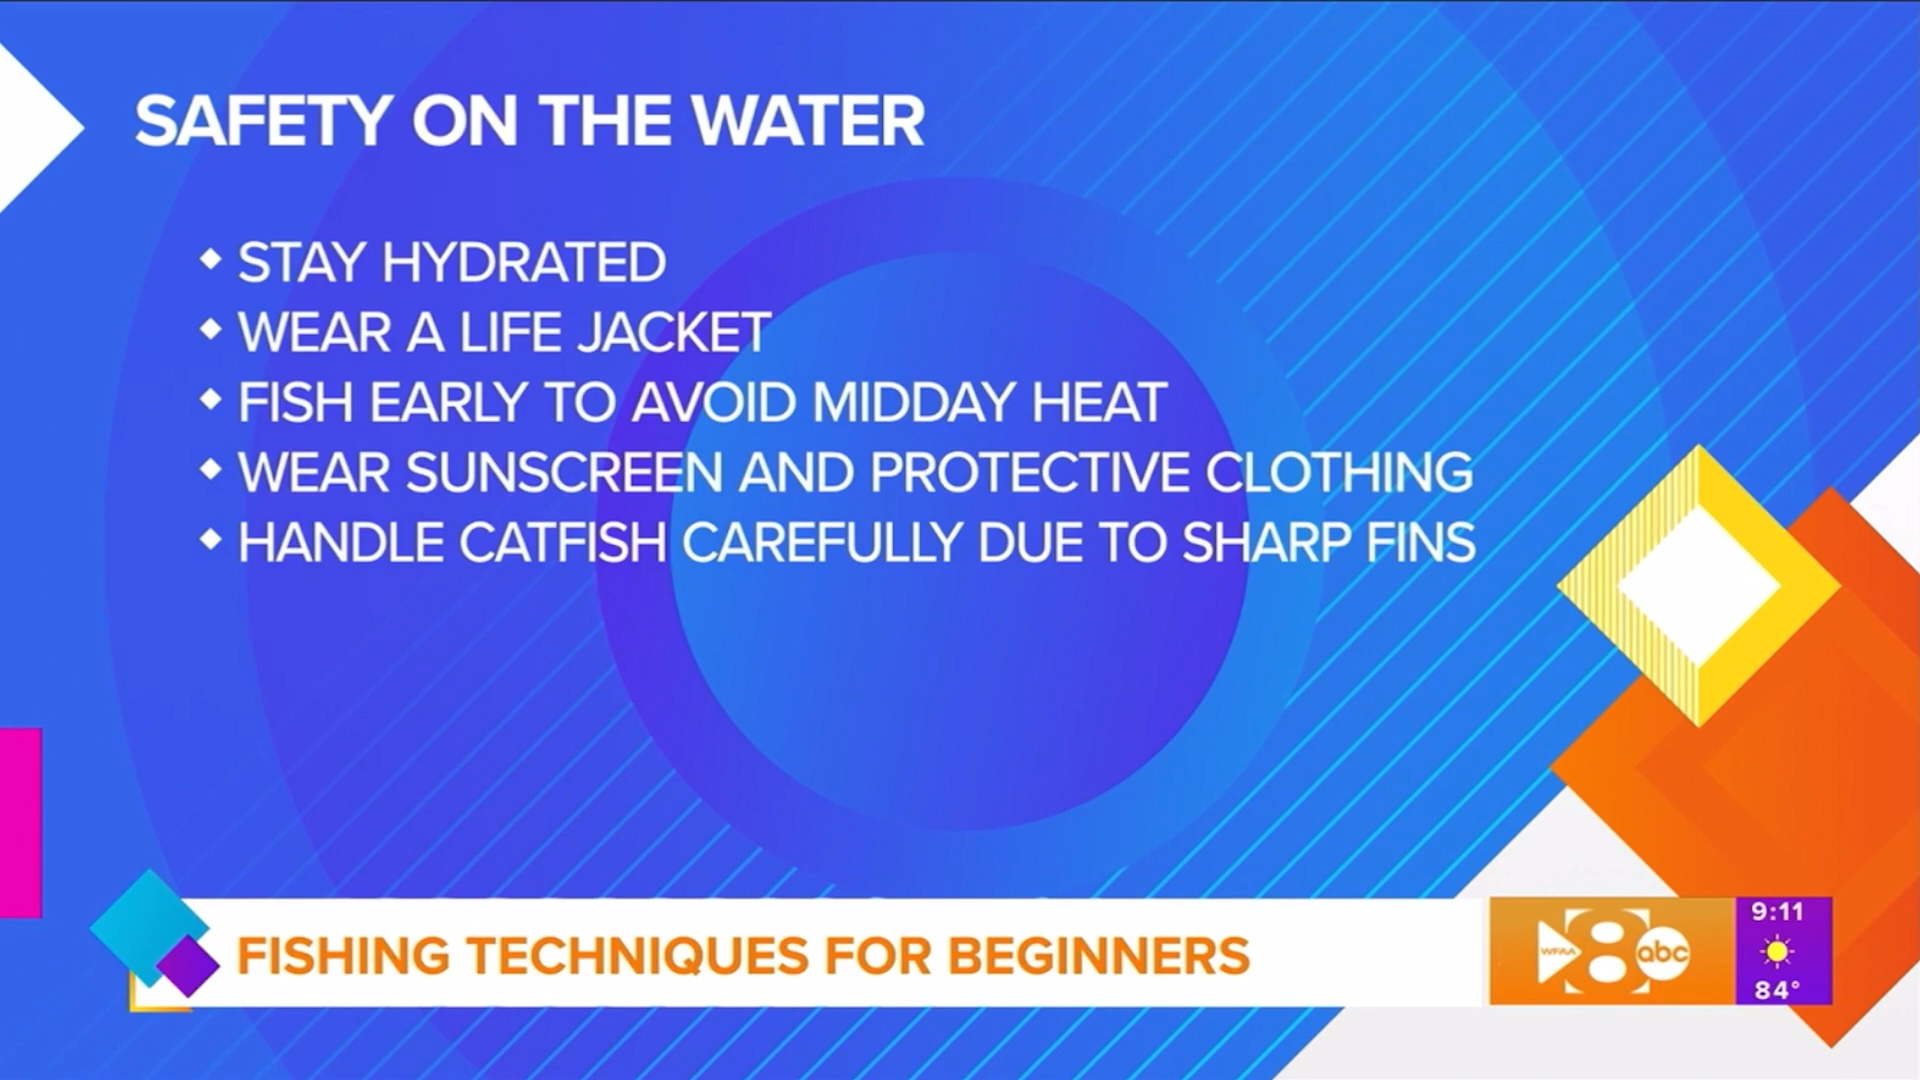 SAFETY ON THE WATER
◆ STAY HYDRATED
◆ WEAR A LIFE JACKET
◆ FISH EARLY TO AVOID MIDDAY HEAT
◆ WEAR SUNSCREEN AND PROTECTIVE CLOTHING
◆ HANDLE CATFISH CAREFULLY DUE TO SHARP FINS
FISHING TECHNIQUES FOR BEGINNERS
WFAA 8 abc
9:11
84°